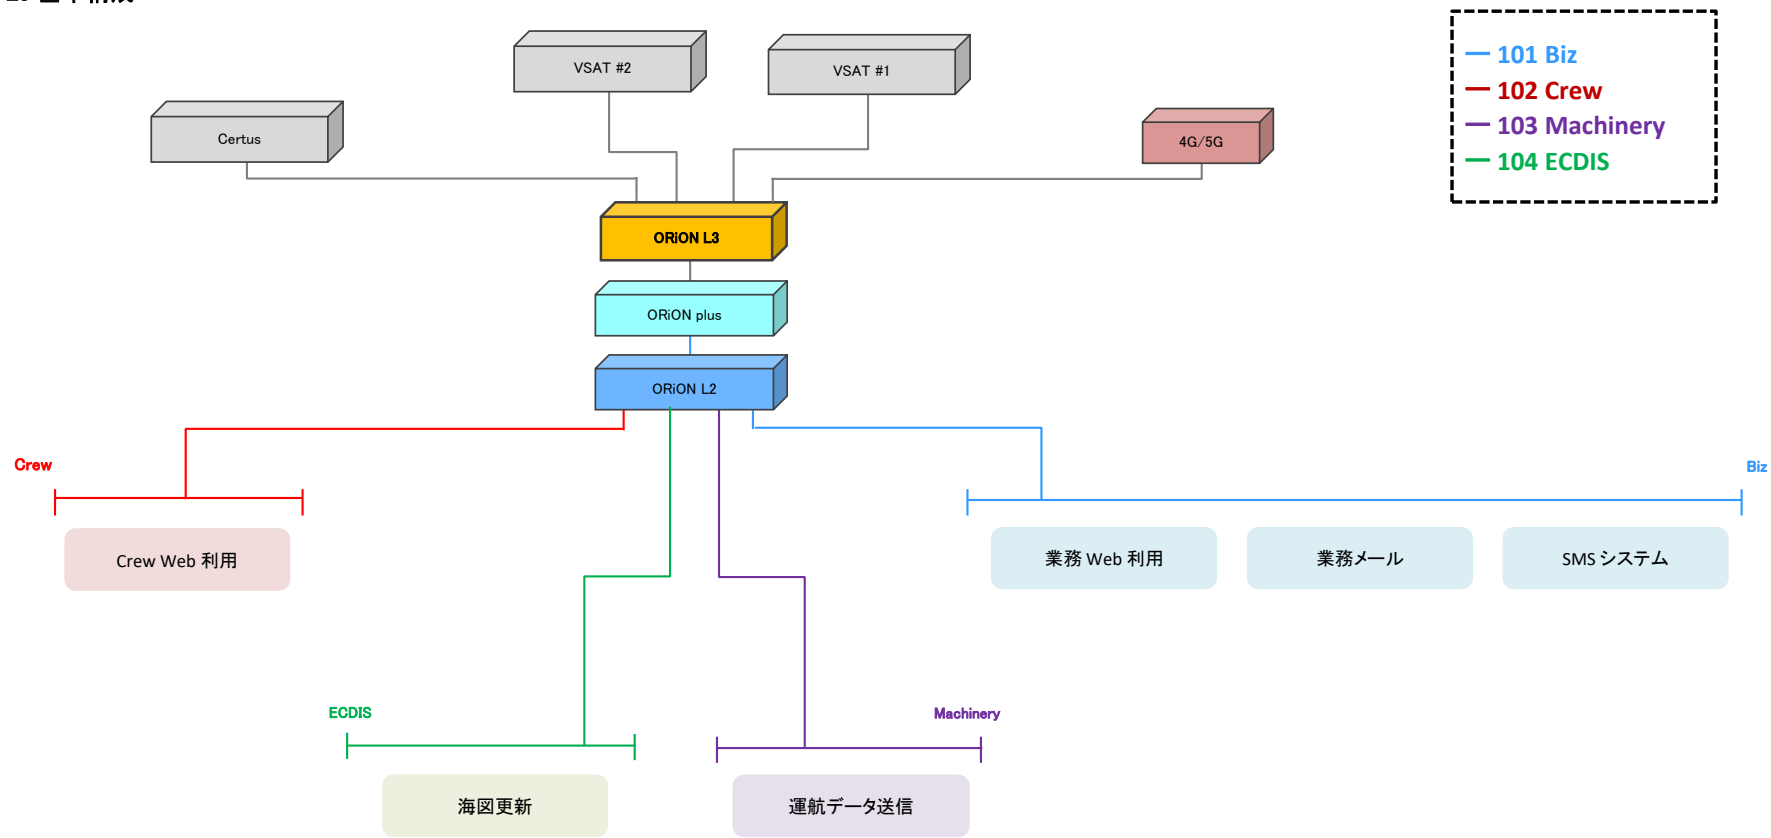 VSAT #2
VSAT #1
Certus
4G/5G
101 Biz
102 Crew
103 Machinery
104 ECDIS
ORiON L3
ORiON plus
ORiON L2
Crew
Biz
Crew Web 利用
業務 Web 利用
業務メール
SMS システム
ECDIS
Machinery
海図更新
運航データ送信